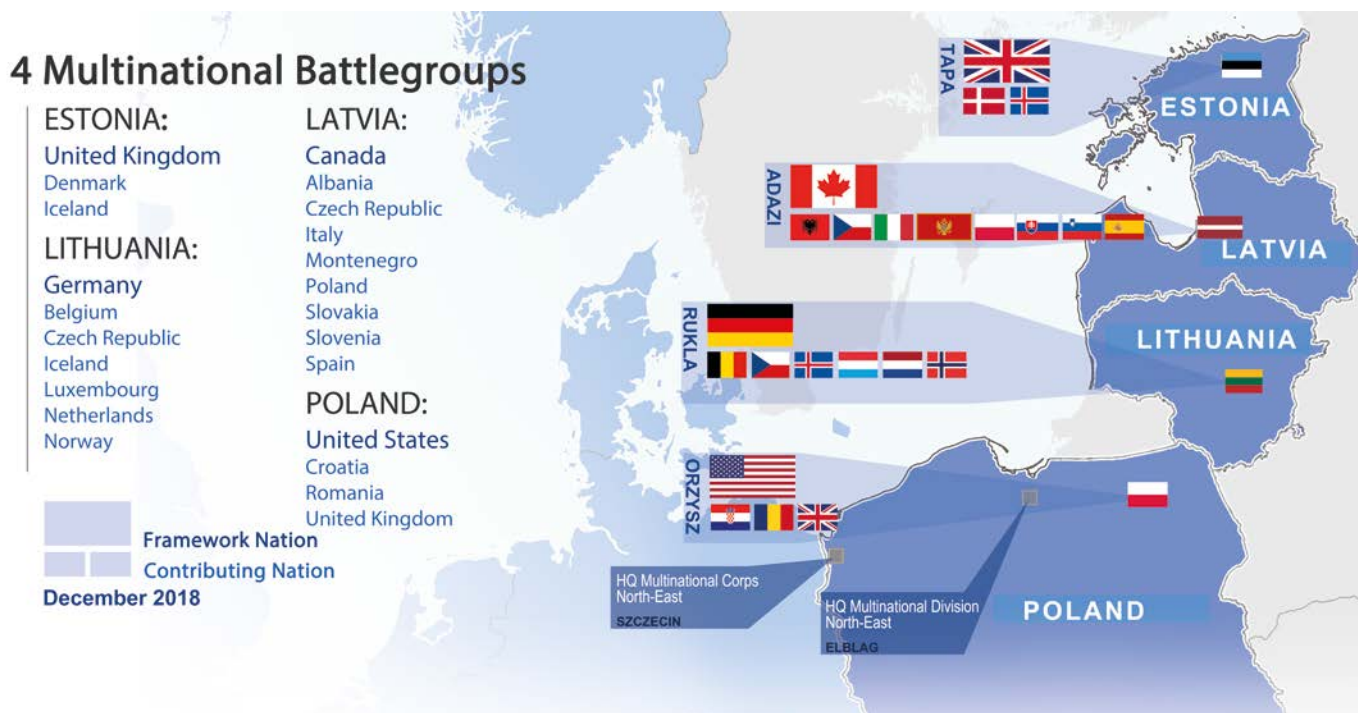 4 Multinational Battlegroups
ESTONIA:
United Kingdom
Denmark
Iceland
LITHUANIA:
Germany
Belgium
Czech Republic
Iceland
Luxembourg
Netherlands
Norway
LATVIA:
Canada
Albania
Czech Republic
Italy
Montenegro
Poland
Slovakia
Slovenia
Spain
POLAND:
United States
Croatia
Romania
United Kingdom
Framework Nation
Contributing Nation
December 2018
TAPA
ESTONIA
ADAZI
LATVIA
RUKLA
LITHUANIA
ORZYSZ
HQ Multinational Corps
North-East
SZCZECIN
HQ Multinational Division
North-East
ELBLAG
POLAND